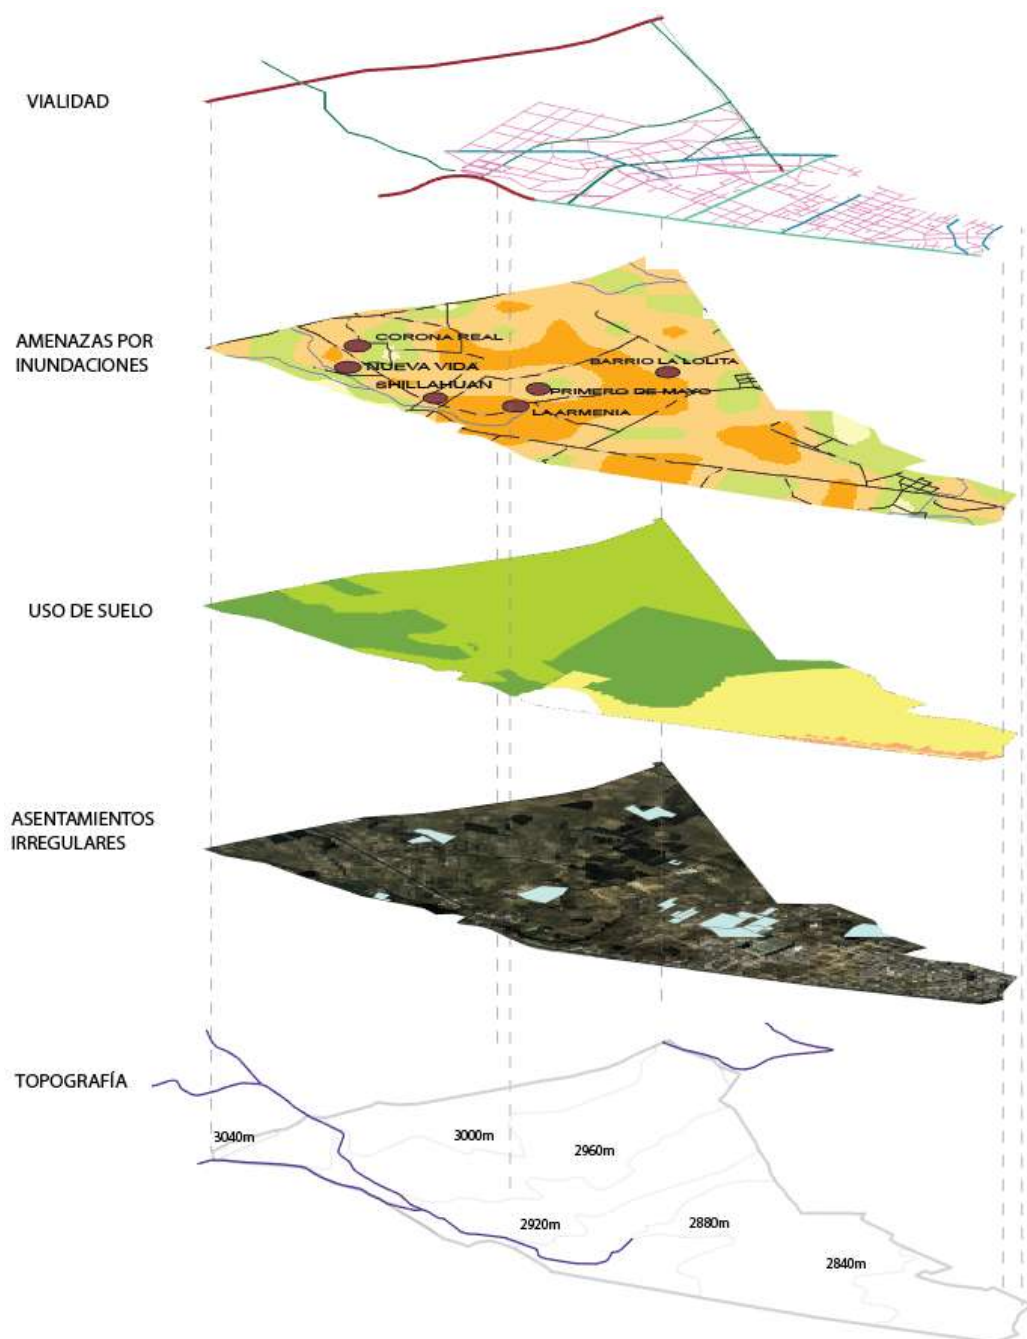 VIALIDAD
AMENAZAS POR
INUNDACIONES
CORONA REAL
NUEVA VIDA
SHILLAHUAN
BARRIO LA LOLITA
PRIMERO DE MAYO
LA ARMENIA
USO DE SUELO
ASENTAMIENTOS
IRREGULARES
TOPOGRAFÍA
3040m
3000m
2960m
2920m
2880m
2840m